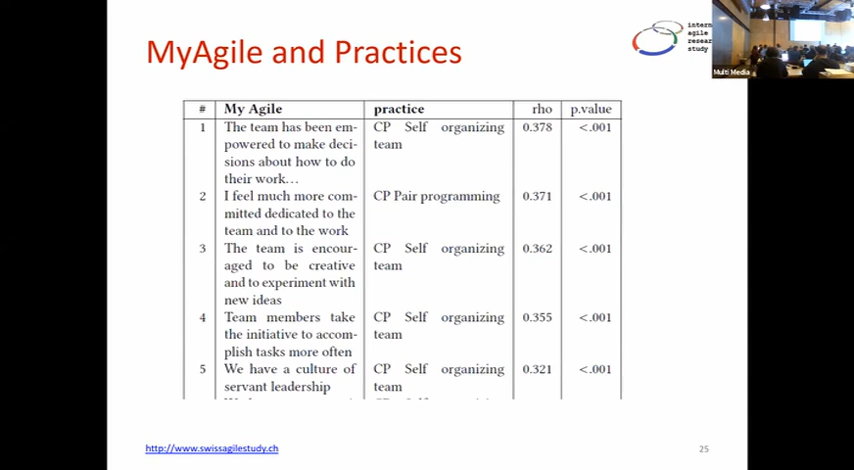 MyAgile and Practices
intern
agile
resear
study
Multi Media
# My Agile practice rho p.value
1 The team has been em- CP Self organizing 0.378 <.001
powered to make deci- team
sions about how to do
their work...
2 I feel much more com- CP Pair programming 0.371 <.001
mitted dedicated to the
team and to the work
3 The team is encour- CP Self organizing 0.362 <.001
aged to be creative team
and to experiment with
new ideas
4 Team members take CP Self organizing 0.355 <.001
the initiative to accom- team
plish tasks more often
5 We have a culture of CP Self organizing 0.321 <.001
servant leadership team
http://www.swissagilestudy.ch
25